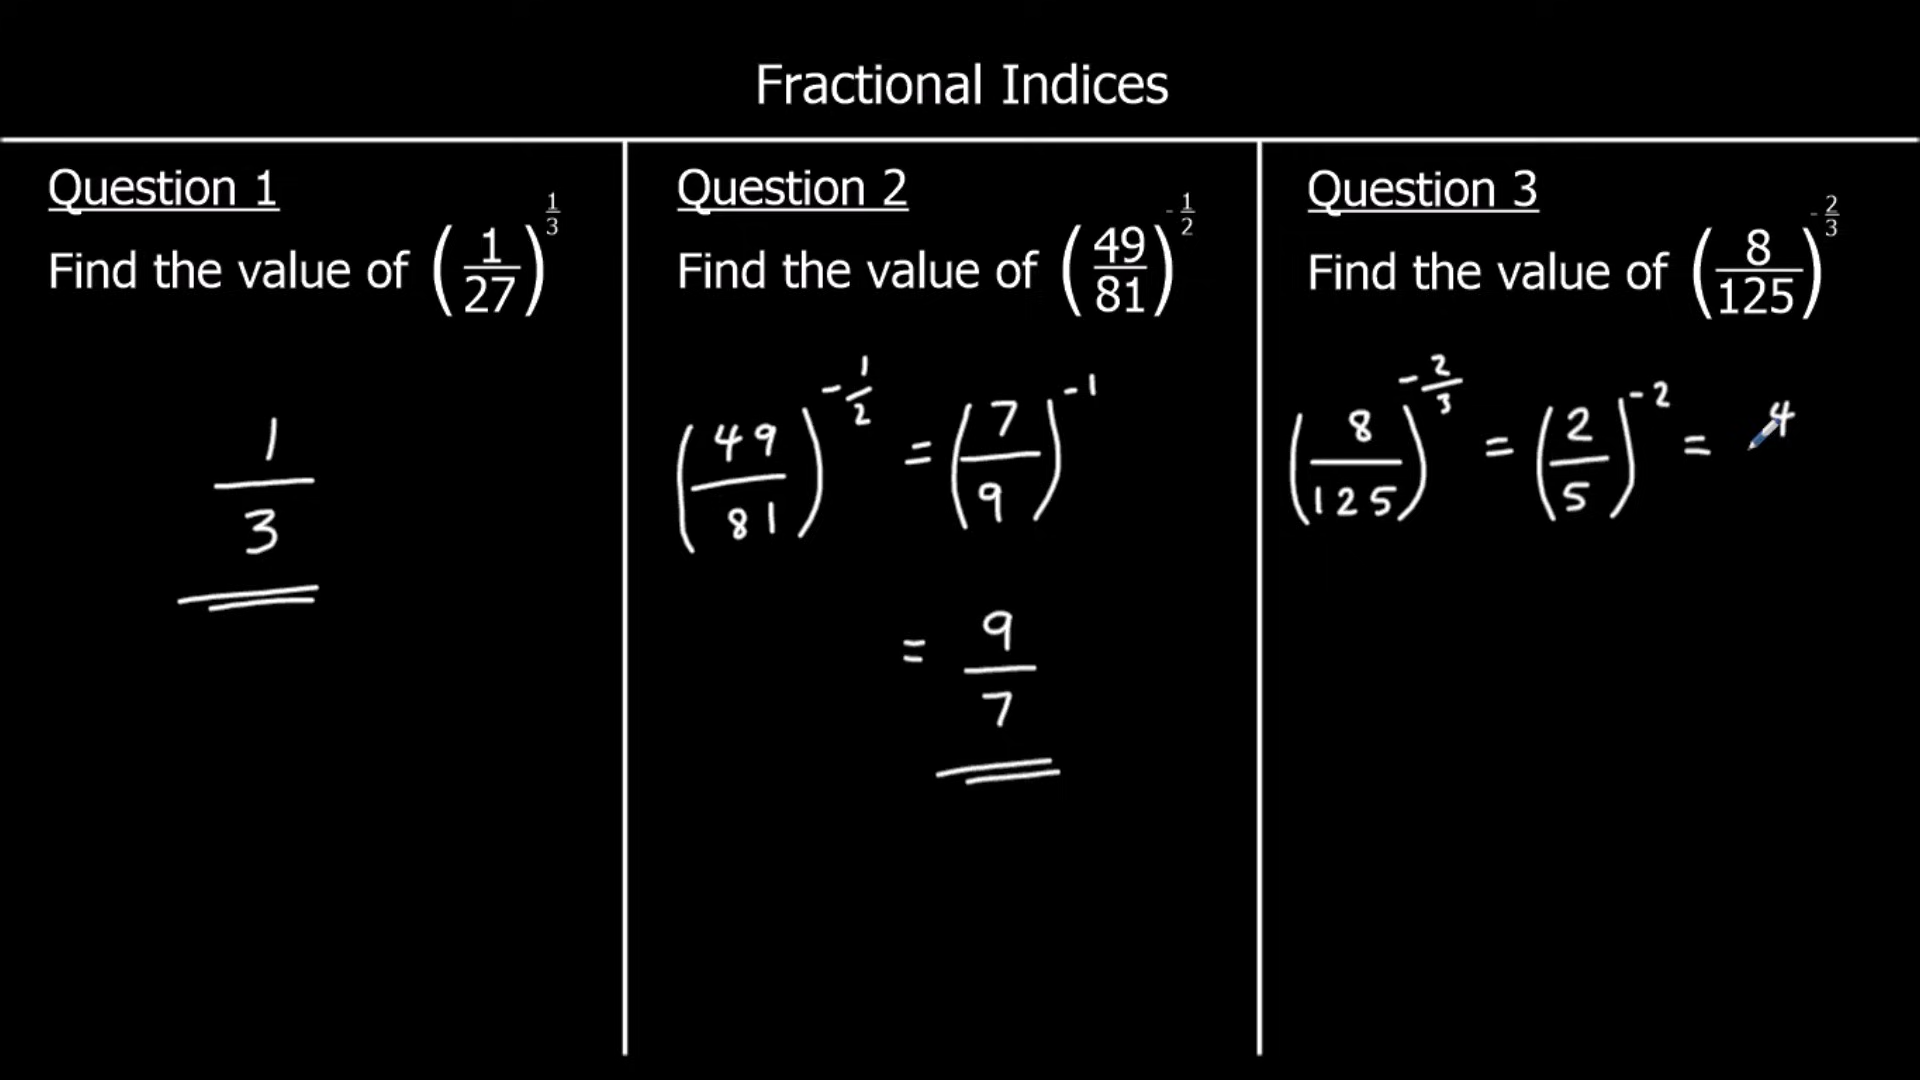 Fractional Indices
Question 1
Find the value of (1/27)^(1/3)
1/3
Question 2
Find the value of (49/81)^(-1/2)
(49/81)^(-1/2) = (7/9)^(-1)
= 9/7
Question 3
Find the value of (8/125)^(-2/3)
(8/125)^(-2/3) = (2/5)^(-2) = 4